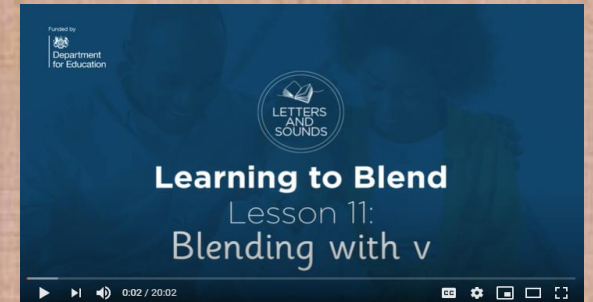 Funded by
Department
for Education
LETTERS
AND
SOUNDS
Learning to Blend
Lesson 11:
Blending with v
0:02 / 20:02
CC